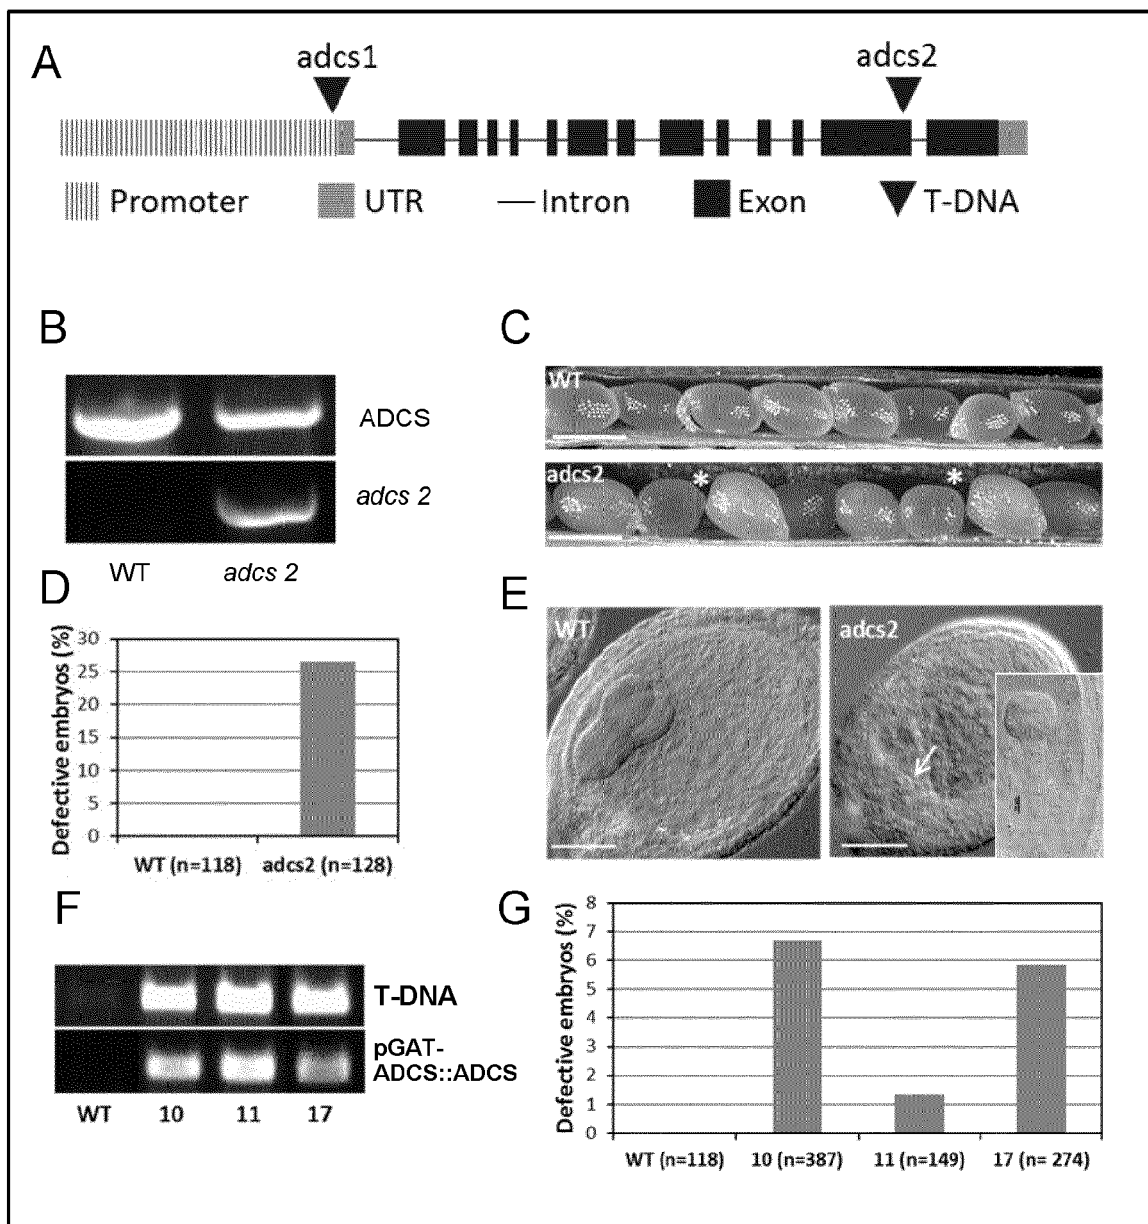 A
adcs1
adcs2
Promoter
UTR
Intron
Exon
T-DNA
B
ADCS
adcs 2
WT
adcs 2
C
WT
adcs2
*
*
D
Defective embryos (%)
30
25
20
15
10
5
0
WT (n=118)
adcs2 (n=128)
E
WT
adcs2
F
T-DNA
pGAT-
ADCS::ADCS
WT
10
11
17
G
Defective embryos (%)
8
7
6
5
4
3
2
1
0
WT (n=118)
10 (n=387)
11 (n=149)
17 (n= 274)